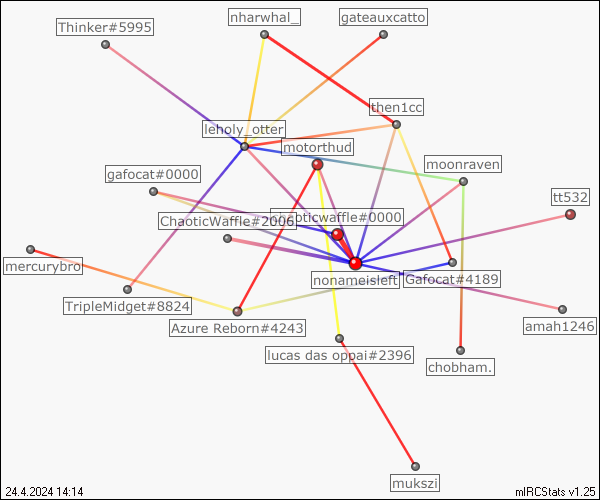 nharwhal_
gateauxcatto
Thinker#5995
then1cc
leholy_otter
motorthud
moonraven
gafocat#0000
tt532
ChaoticWaffle#2006
oticwaffle#0000
mercurybro
nonameisleft
Gafocat#4189
TripleMidget#8824
Azure Reborn#4243
amah1246
lucas das oppai#2396
chobham.
mukszi
24.4.2024 14:14
mIRCStats v1.25